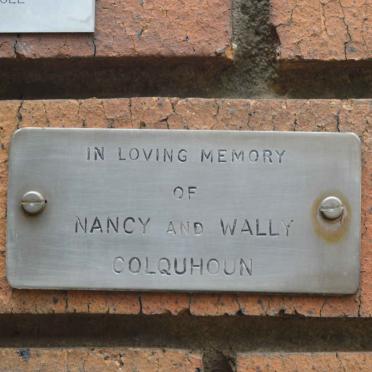 IN LOVING MEMORY
OF
NANCY AND WALLY
COLQUHOUN